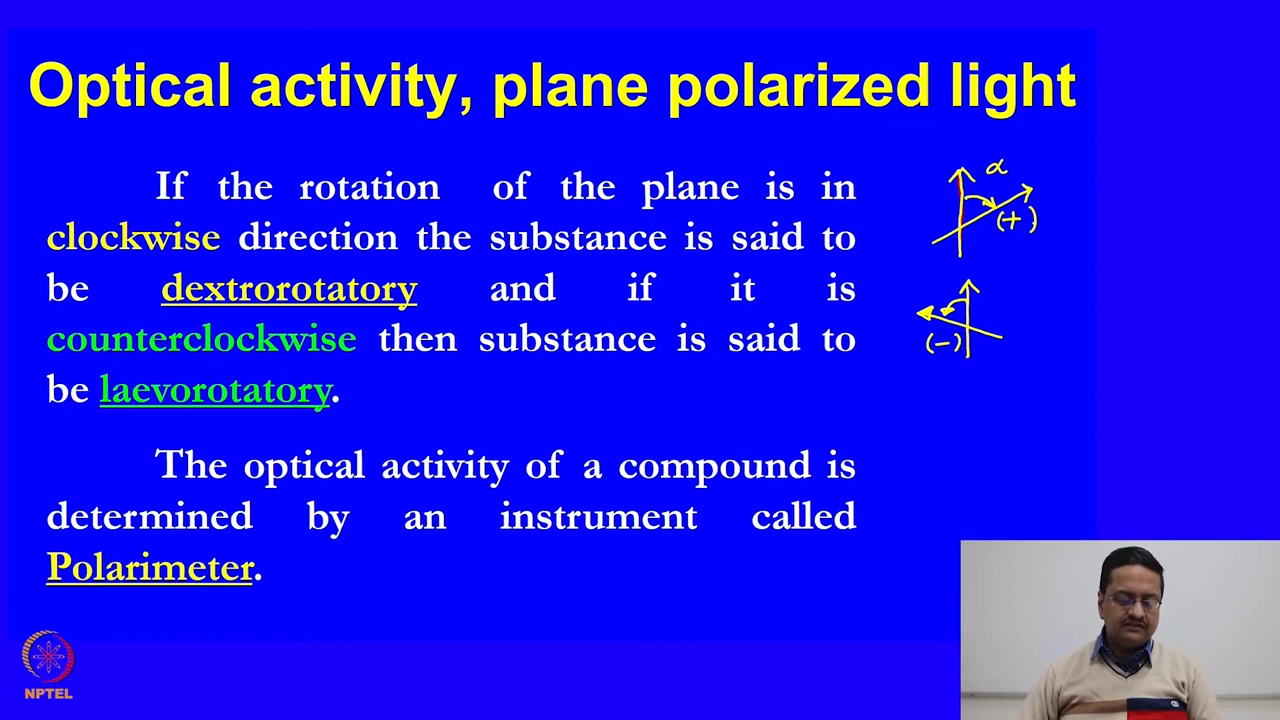 Optical activity, plane polarized light
If the rotation of the plane is in
clockwise direction the substance is said to
be dextrorotatory and if it is
counterclockwise then substance is said to
be laevorotatory.
The optical activity of a compound is
determined by an instrument called
Polarimeter.
α
(+)
(-)
NPTEL